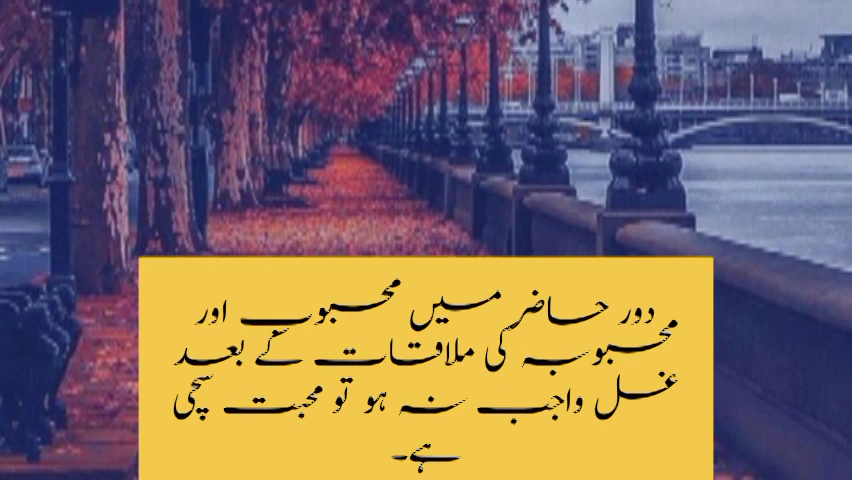 دور حاضر میں محبوب اور
محبوبہ کی ملاقات کے بعد
غسل واجب نہ ہو تو محبت سچی
ہے۔